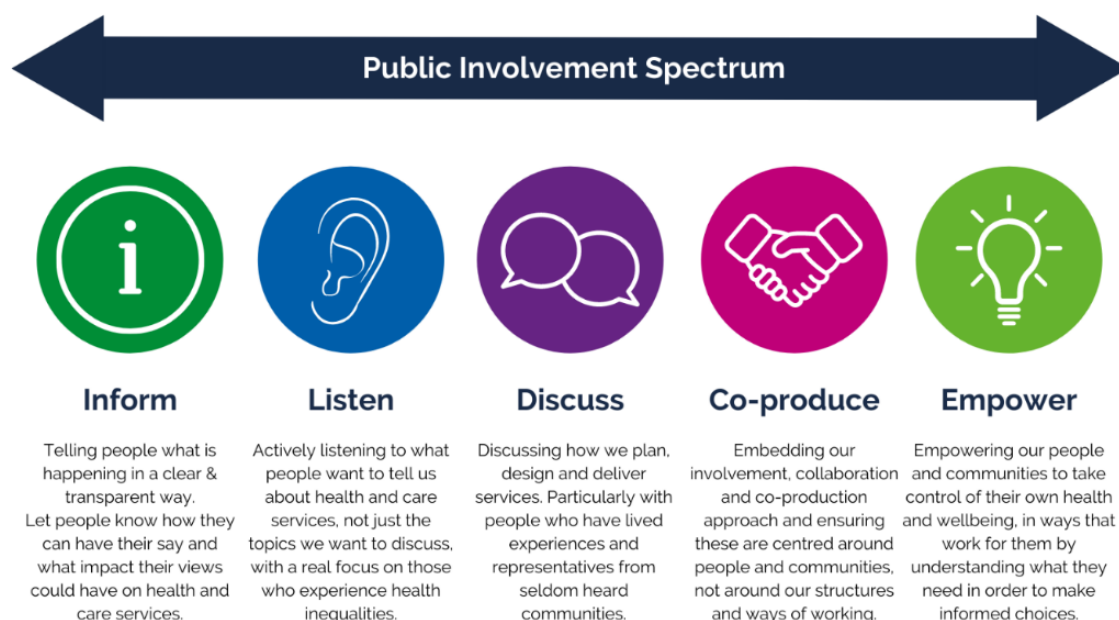 Public Involvement Spectrum
i
Inform
Telling people what is
happening in a clear &
transparent way.
Let people know how they
can have their say and
what impact their views
could have on health and
care services.
Listen
Actively listening to what
people want to tell us
about health and care
services, not just the
topics we want to discuss,
with a real focus on those
who experience health
inequalities.
Discuss
Discussing how we plan,
design and deliver
services. Particularly with
people who have lived
experiences and
representatives from
seldom heard
communities.
Co-produce
Embedding our
involvement, collaboration
and co-production
approach and ensuring
these are centred around
people and communities,
not around our structures
and ways of working.
Empower
Empowering our people
and communities to take
control of their own health
and wellbeing, in ways that
work for them by
understanding what they
need in order to make
informed choices.